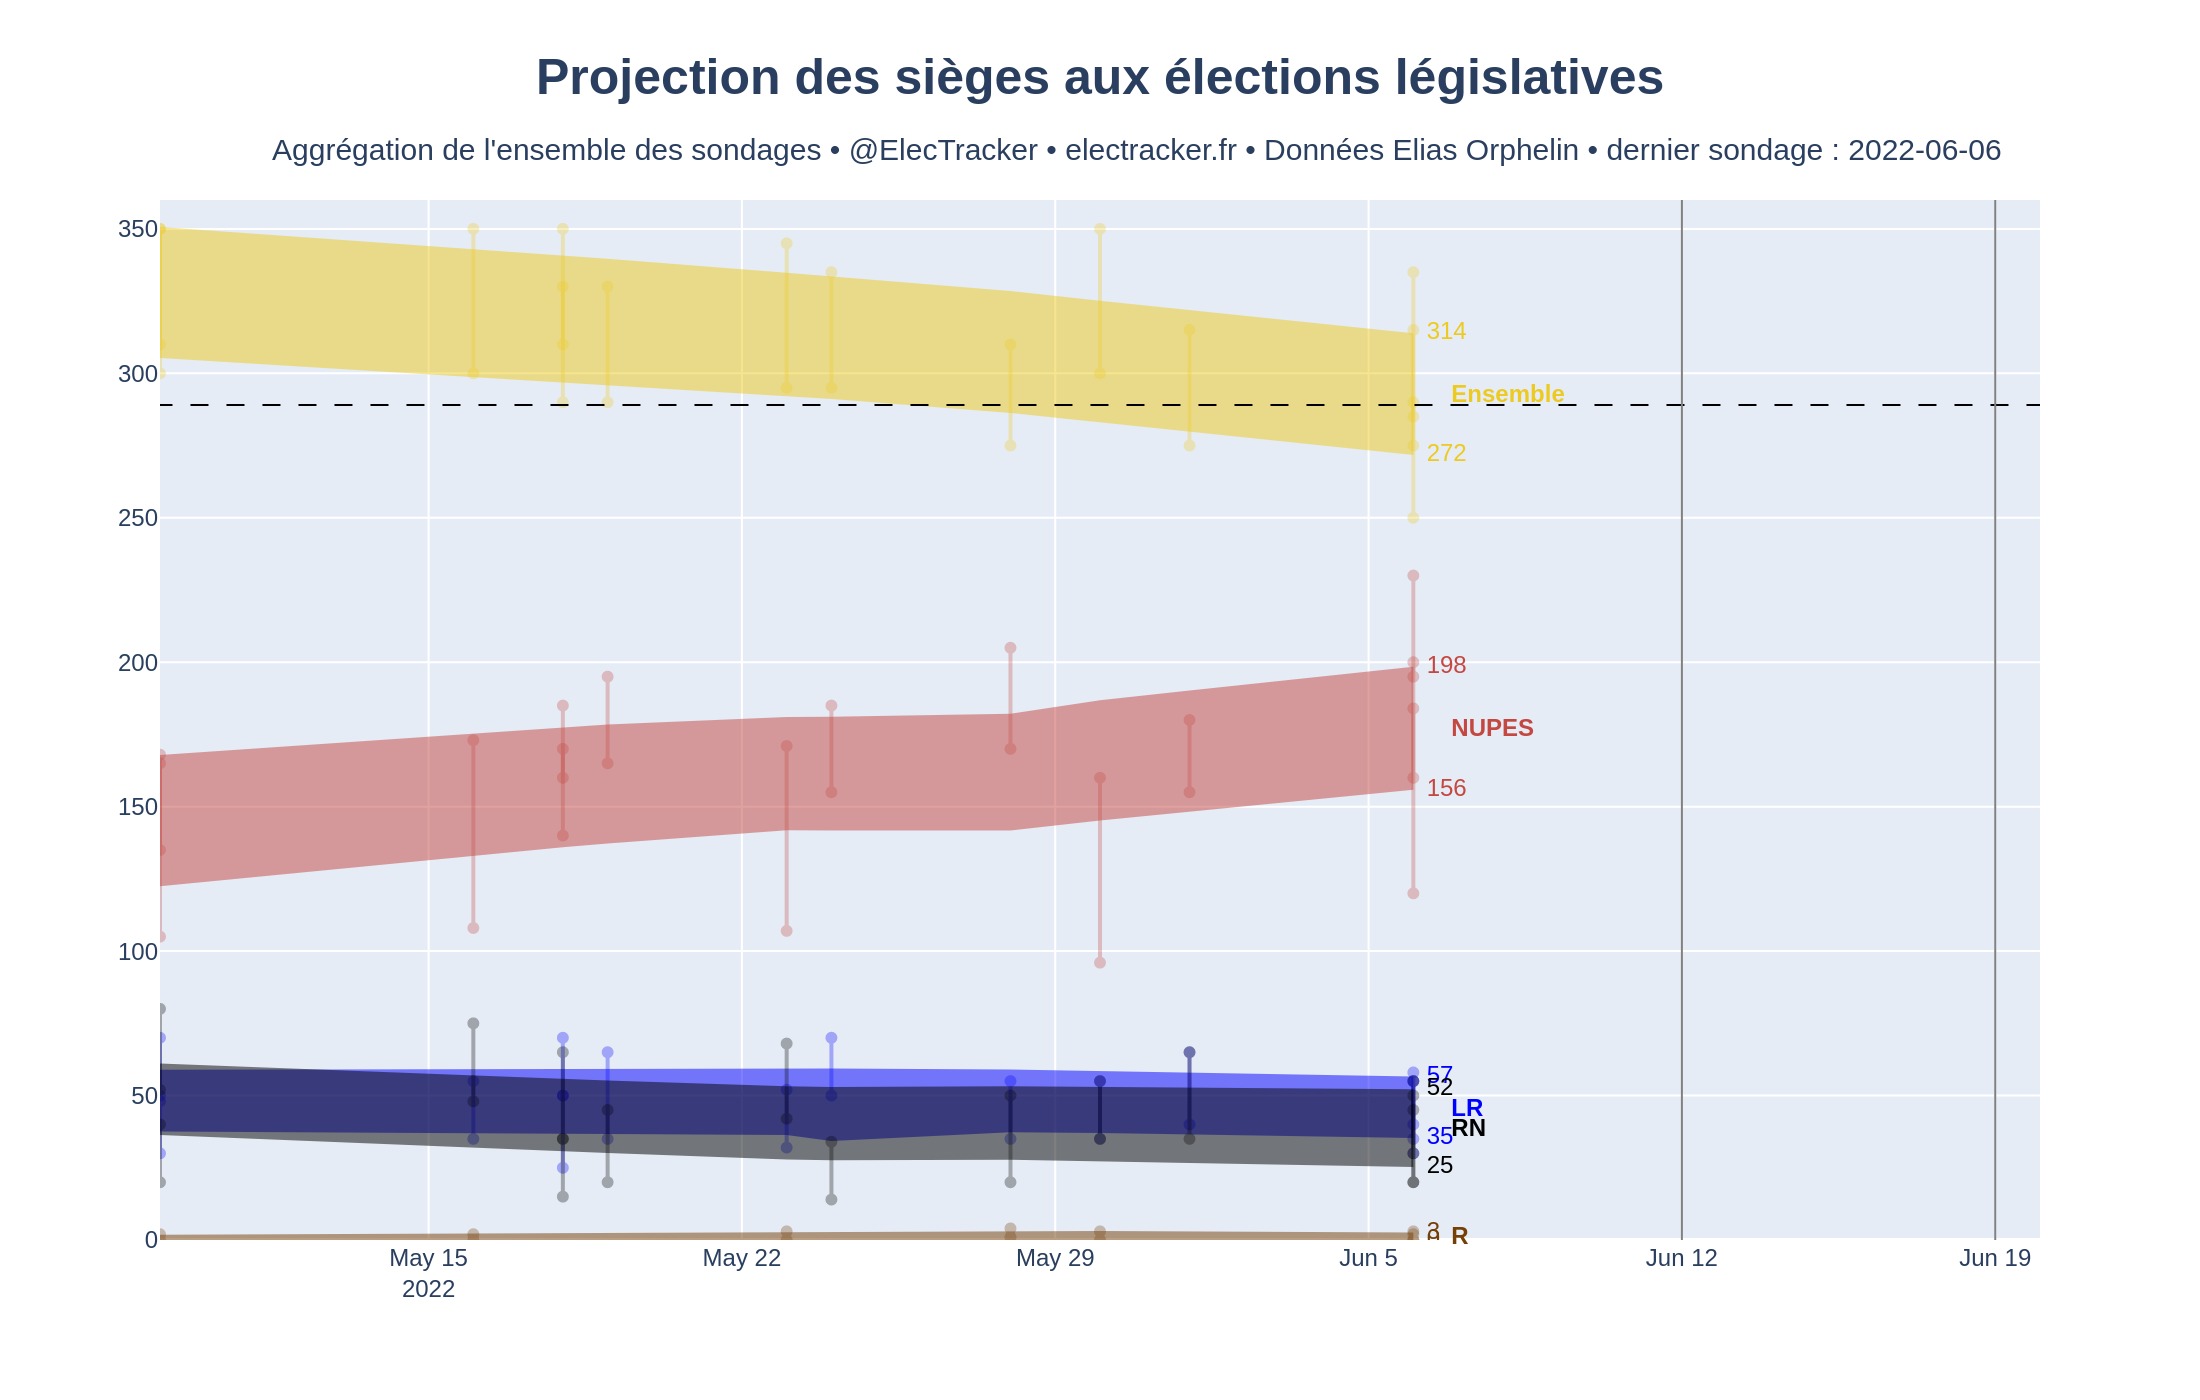 Projection des sièges aux élections législatives
Aggrégation de l'ensemble des sondages • @ElecTracker • electracker.fr • Données Elias Orphelin • dernier sondage : 2022-06-06
350
300
250
200
150
100
50
0
314
Ensemble
272
198
NUPES
156
57
52
LR
RN
35
25
3
0
R
May 15
2022
May 22
May 29
Jun 5
Jun 12
Jun 19